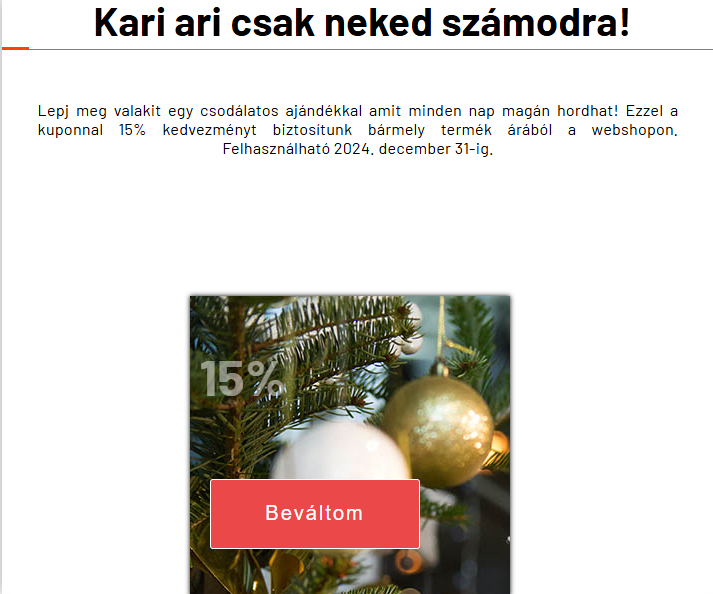 Kari ari csak neked számodra!
Lepj meg valakit egy csodálatos ajándékkal amit minden nap magán hordhat! Ezzel a
kuponnal 15% kedvezményt biztosítunk bármely termék árából a webshopon.
Felhasználható 2024. december 31-ig.
15%
Beváltom